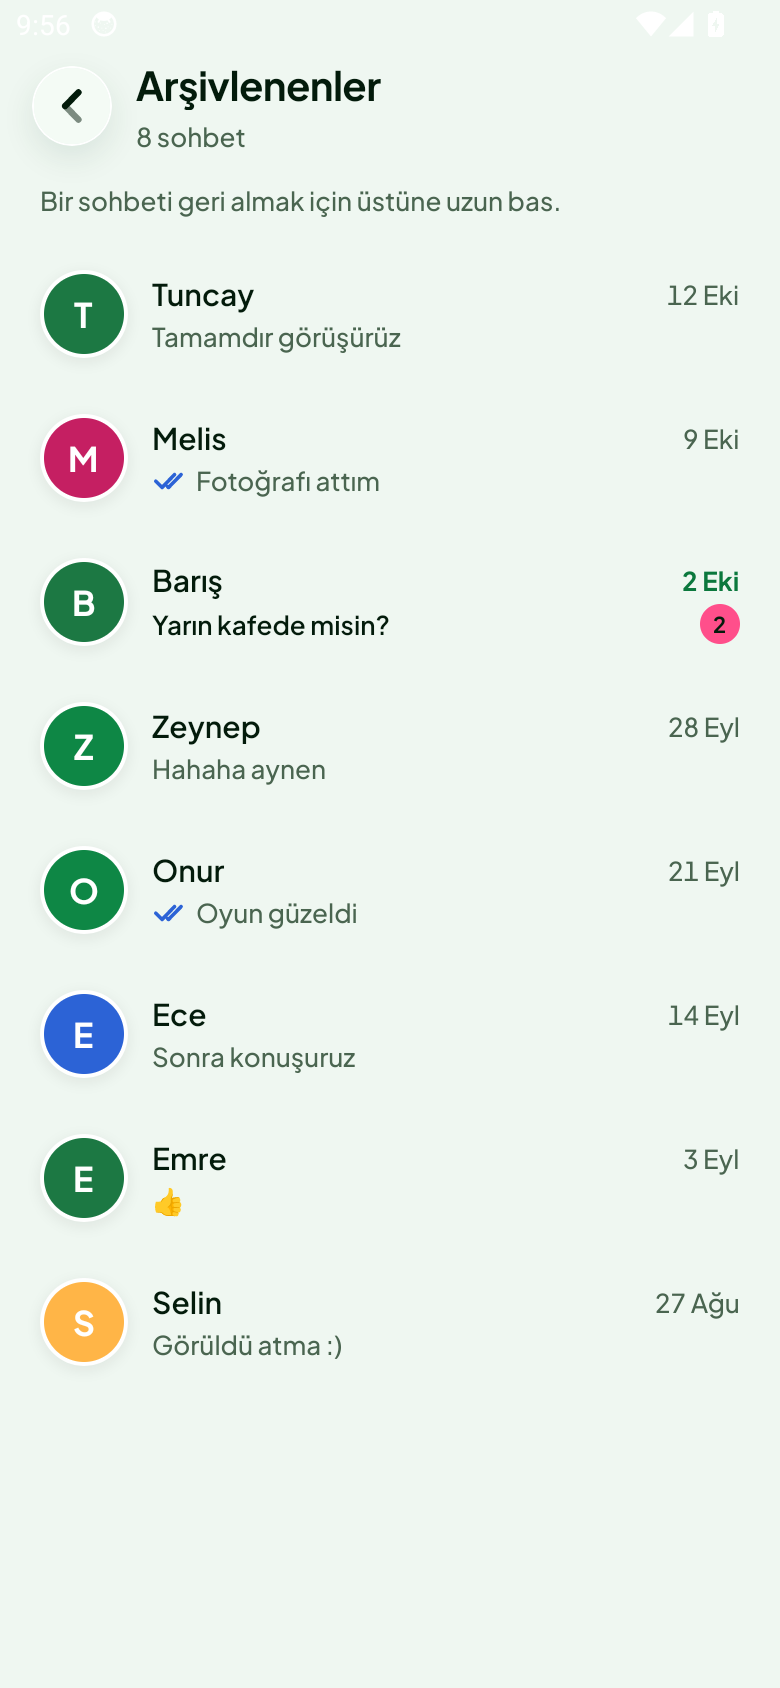 9:56
Arşivlenenler
8 sohbet
Bir sohbeti geri almak için üstüne uzun bas.
T Tuncay 12 Eki
Tamamdır görüşürüz
M Melis 9 Eki
Fotoğrafı attım
B Barış 2 Eki
Yarın kafede misin? 2
Z Zeynep 28 Eyl
Hahaha aynen
O Onur 21 Eyl
Oyun güzeldi
E Ece 14 Eyl
Sonra konuşuruz
E Emre 3 Eyl
👍
S Selin 27 Ağu
Görüldü atma :)